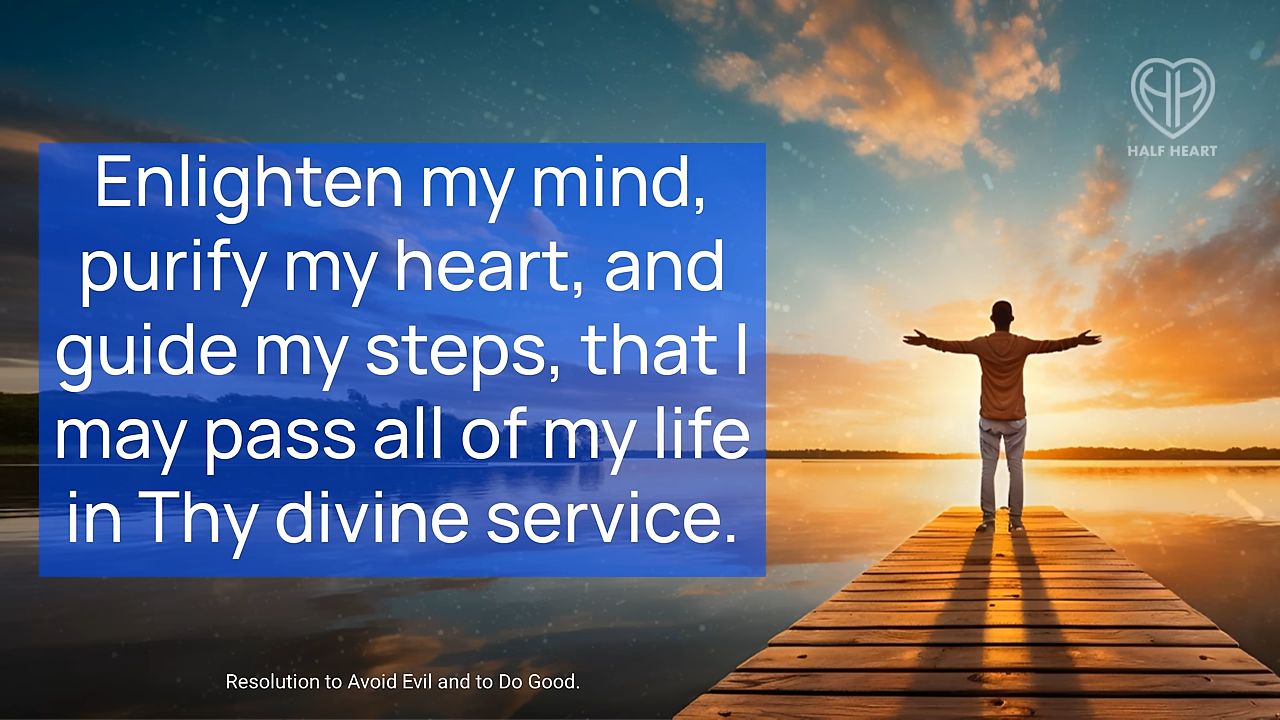 Enlighten my mind,
purify my heart, and
guide my steps, that I
may pass all of my life
in Thy divine service.
HALF HEART
Resolution to Avoid Evil and to Do Good.